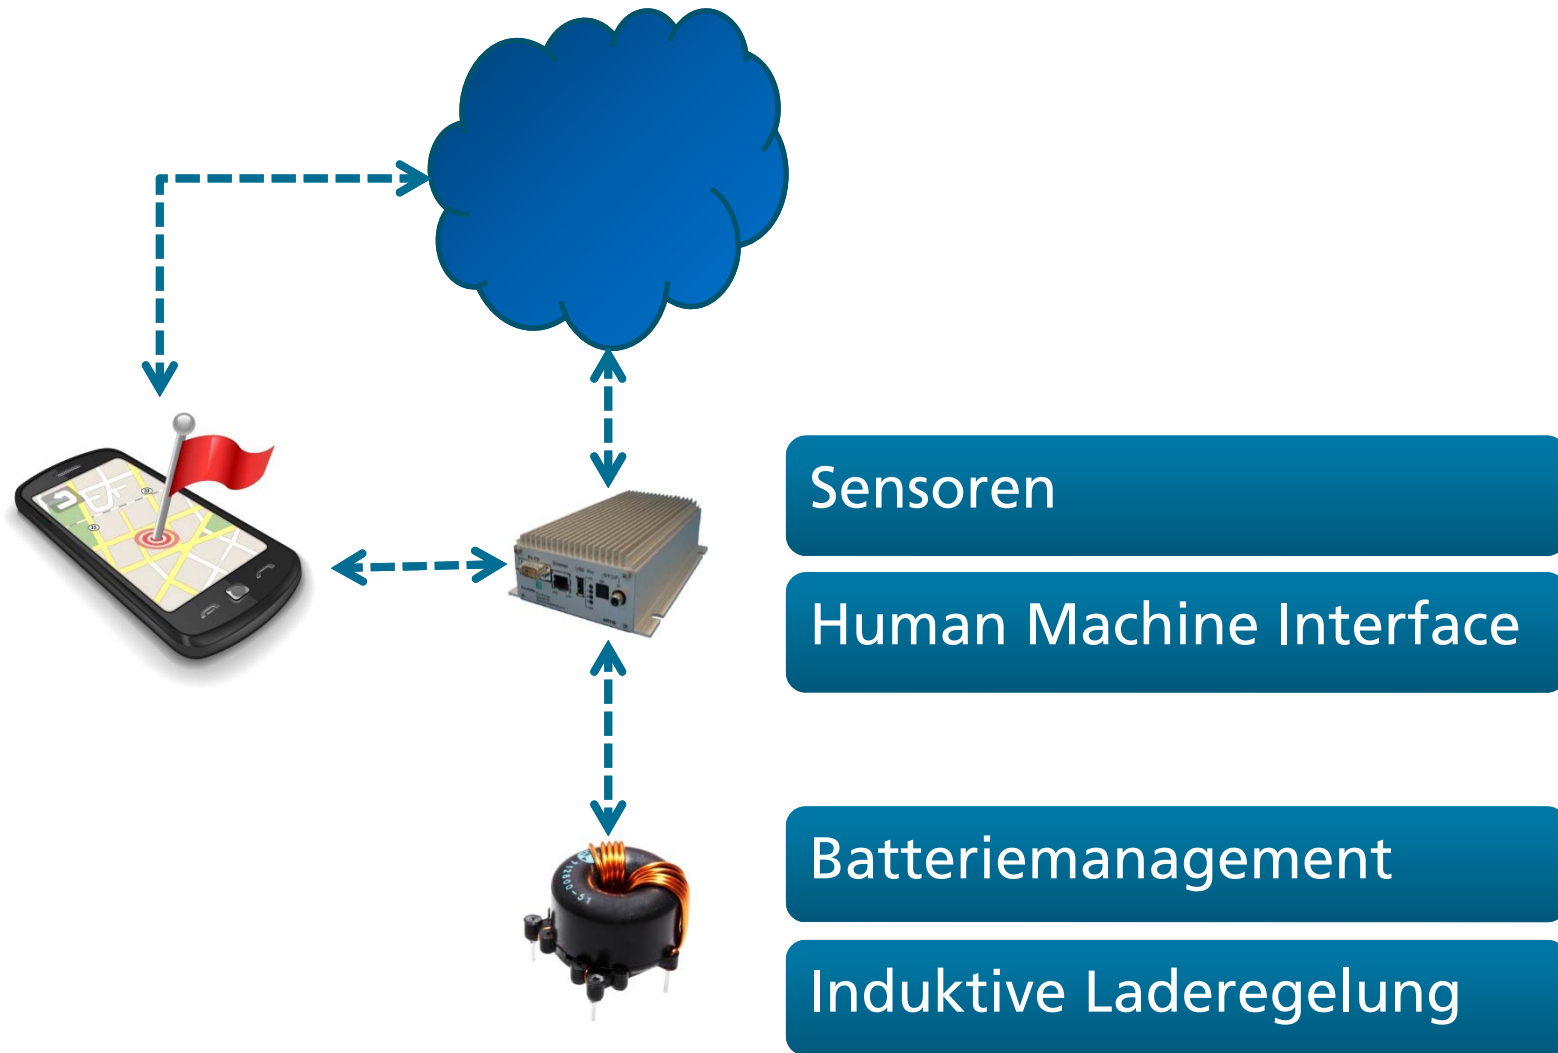 Sensoren
Human Machine Interface
Batteriemanagement
Induktive Laderegelung